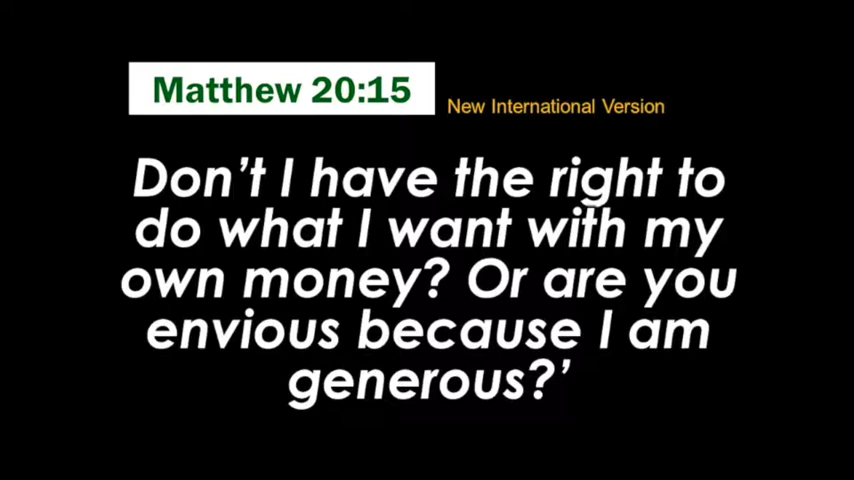 Matthew 20:15
New International Version
Don’t I have the right to
do what I want with my
own money? Or are you
envious because I am
generous?’